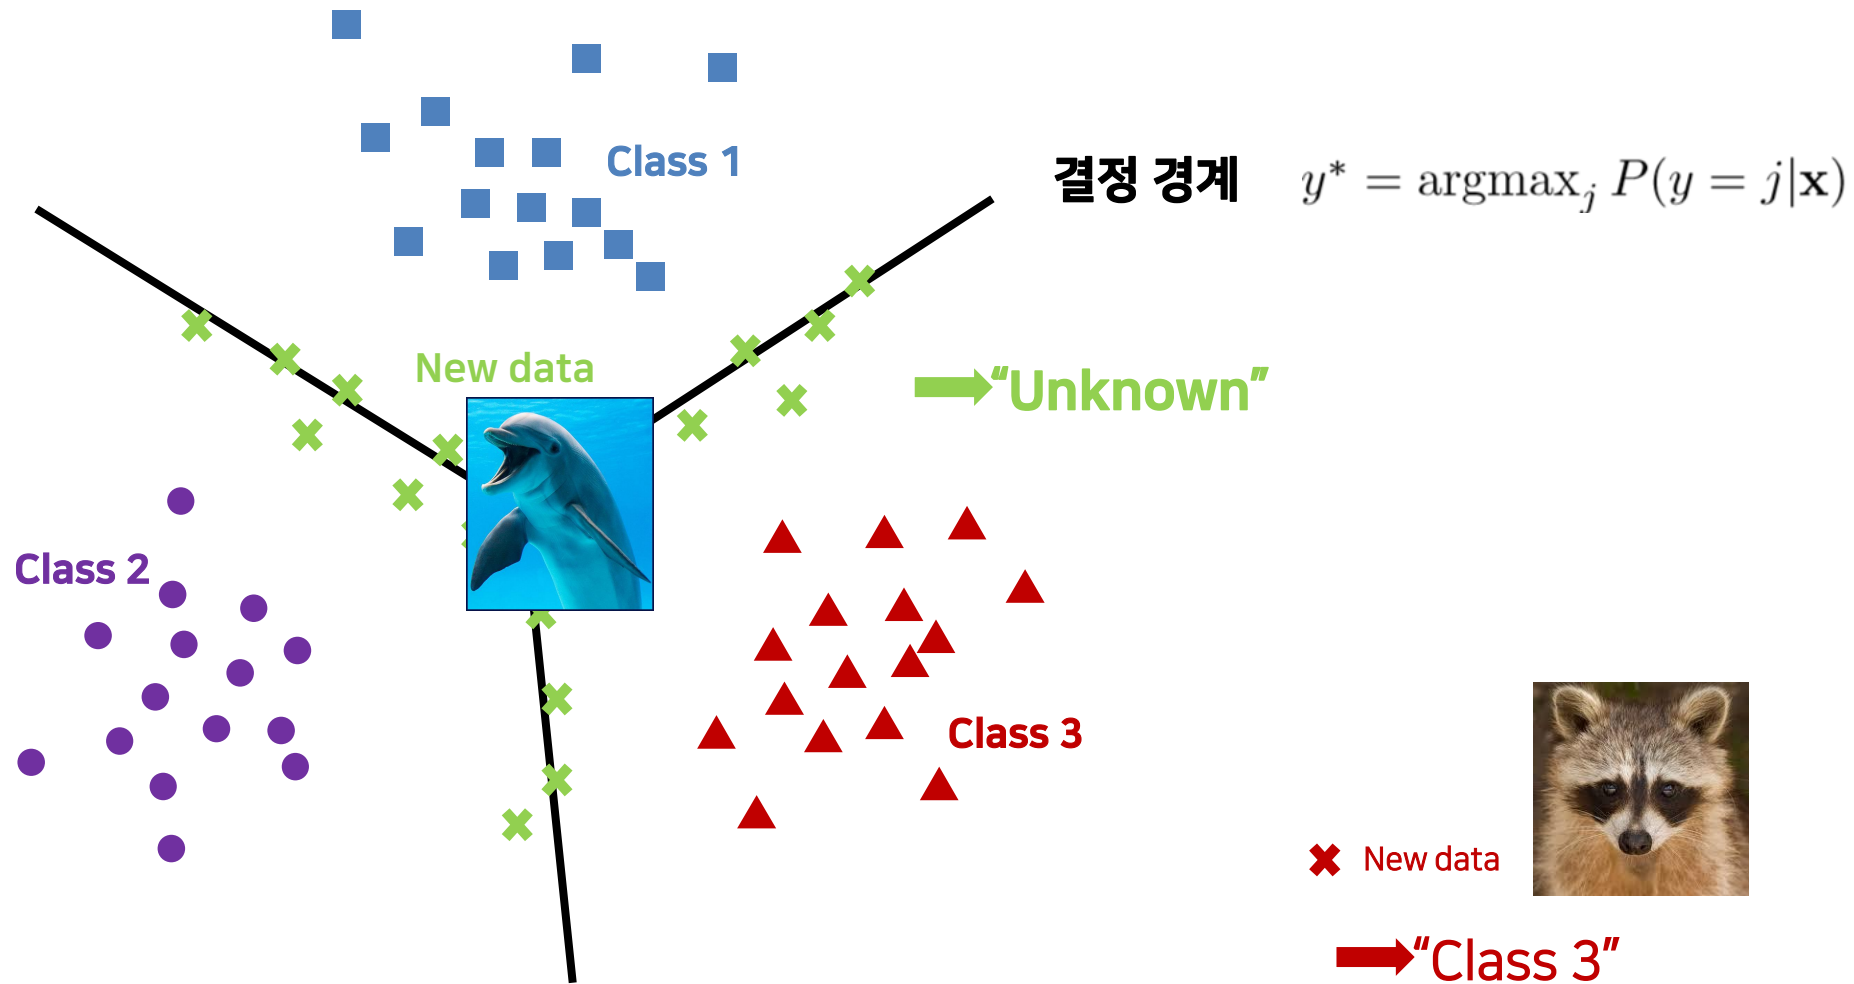 Class 1
결정 경계 y* = argmax_j P(y = j|x)
New data
“Unknown”
Class 2
Class 3
New data
“Class 3”